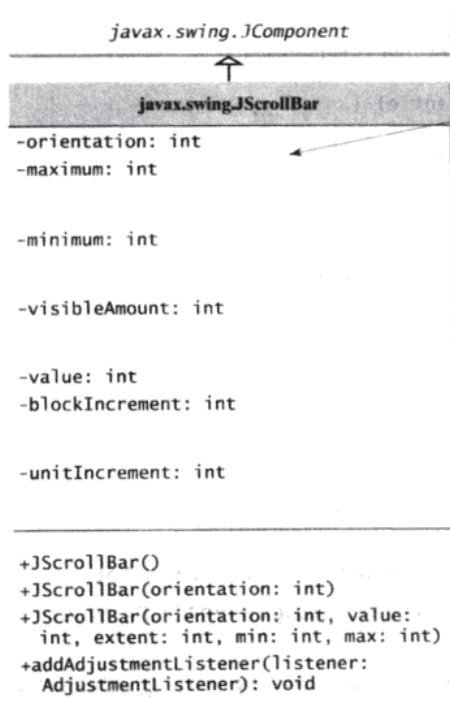 javax.swing.JComponent
javax.swing.JScrollBar
-orientation: int
-maximum: int
-minimum: int
-visibleAmount: int
-value: int
-blockIncrement: int
-unitIncrement: int
+JScrollBar()
+JScrollBar(orientation: int)
+JScrollBar(orientation: int, value:
int, extent: int, min: int, max: int)
+addAdjustmentListener(listener:
AdjustmentListener): void